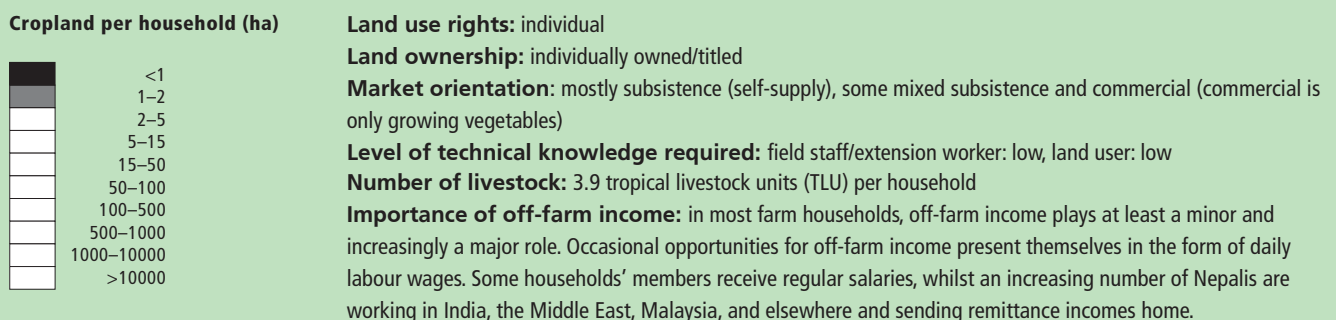 Cropland per household (ha)
<1
1–2
2–5
5–15
15–50
50–100
100–500
500–1000
1000–10000
>10000
Land use rights: individual
Land ownership: individually owned/titled
Market orientation: mostly subsistence (self-supply), some mixed subsistence and commercial (commercial is
only growing vegetables)
Level of technical knowledge required: field staff/extension worker: low, land user: low
Number of livestock: 3.9 tropical livestock units (TLU) per household
Importance of off-farm income: in most farm households, off-farm income plays at least a minor and
increasingly a major role. Occasional opportunities for off-farm income present themselves in the form of daily
labour wages. Some households’ members receive regular salaries, whilst an increasing number of Nepalis are
working in India, the Middle East, Malaysia, and elsewhere and sending remittance incomes home.